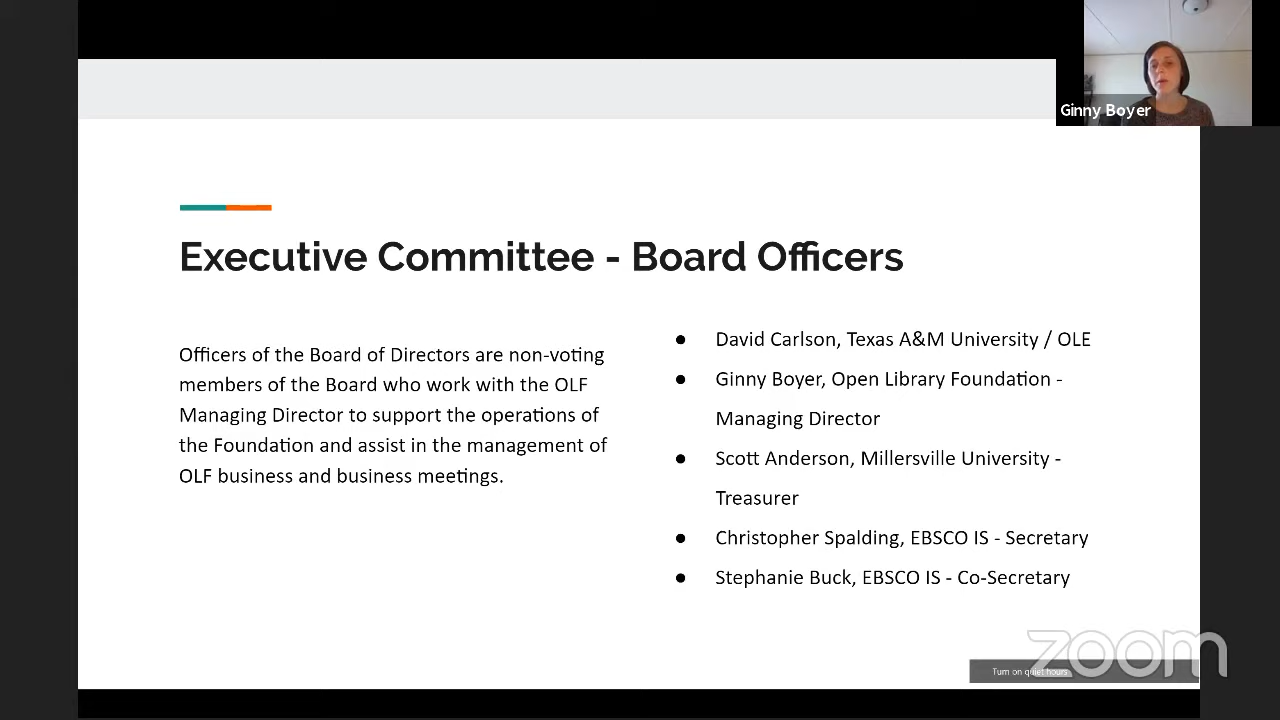 Ginny Boyer
Executive Committee - Board Officers
Officers of the Board of Directors are non-voting
members of the Board who work with the OLF
Managing Director to support the operations of
the Foundation and assist in the management of
OLF business and business meetings.
● David Carlson, Texas A&M University / OLE
● Ginny Boyer, Open Library Foundation -
Managing Director
● Scott Anderson, Millersville University -
Treasurer
● Christopher Spalding, EBSCO IS - Secretary
● Stephanie Buck, EBSCO IS - Co-Secretary
zoom
Turn on quiet hours